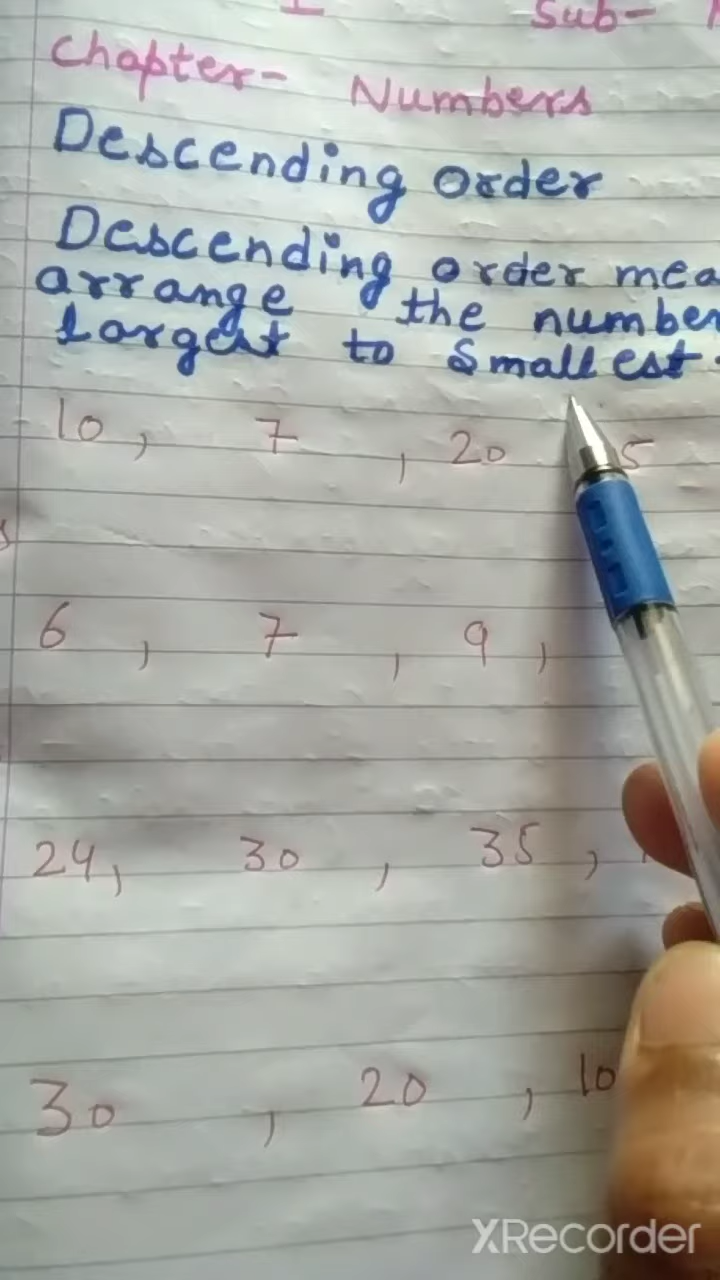 I Sub-
Chapter- Numbers
Descending order
Descending order mea
arrange the number
largest to smallest.
10, 7, 20 5
6, 7, 9,
24, 30, 35,
30, 20, 10
XRecorder